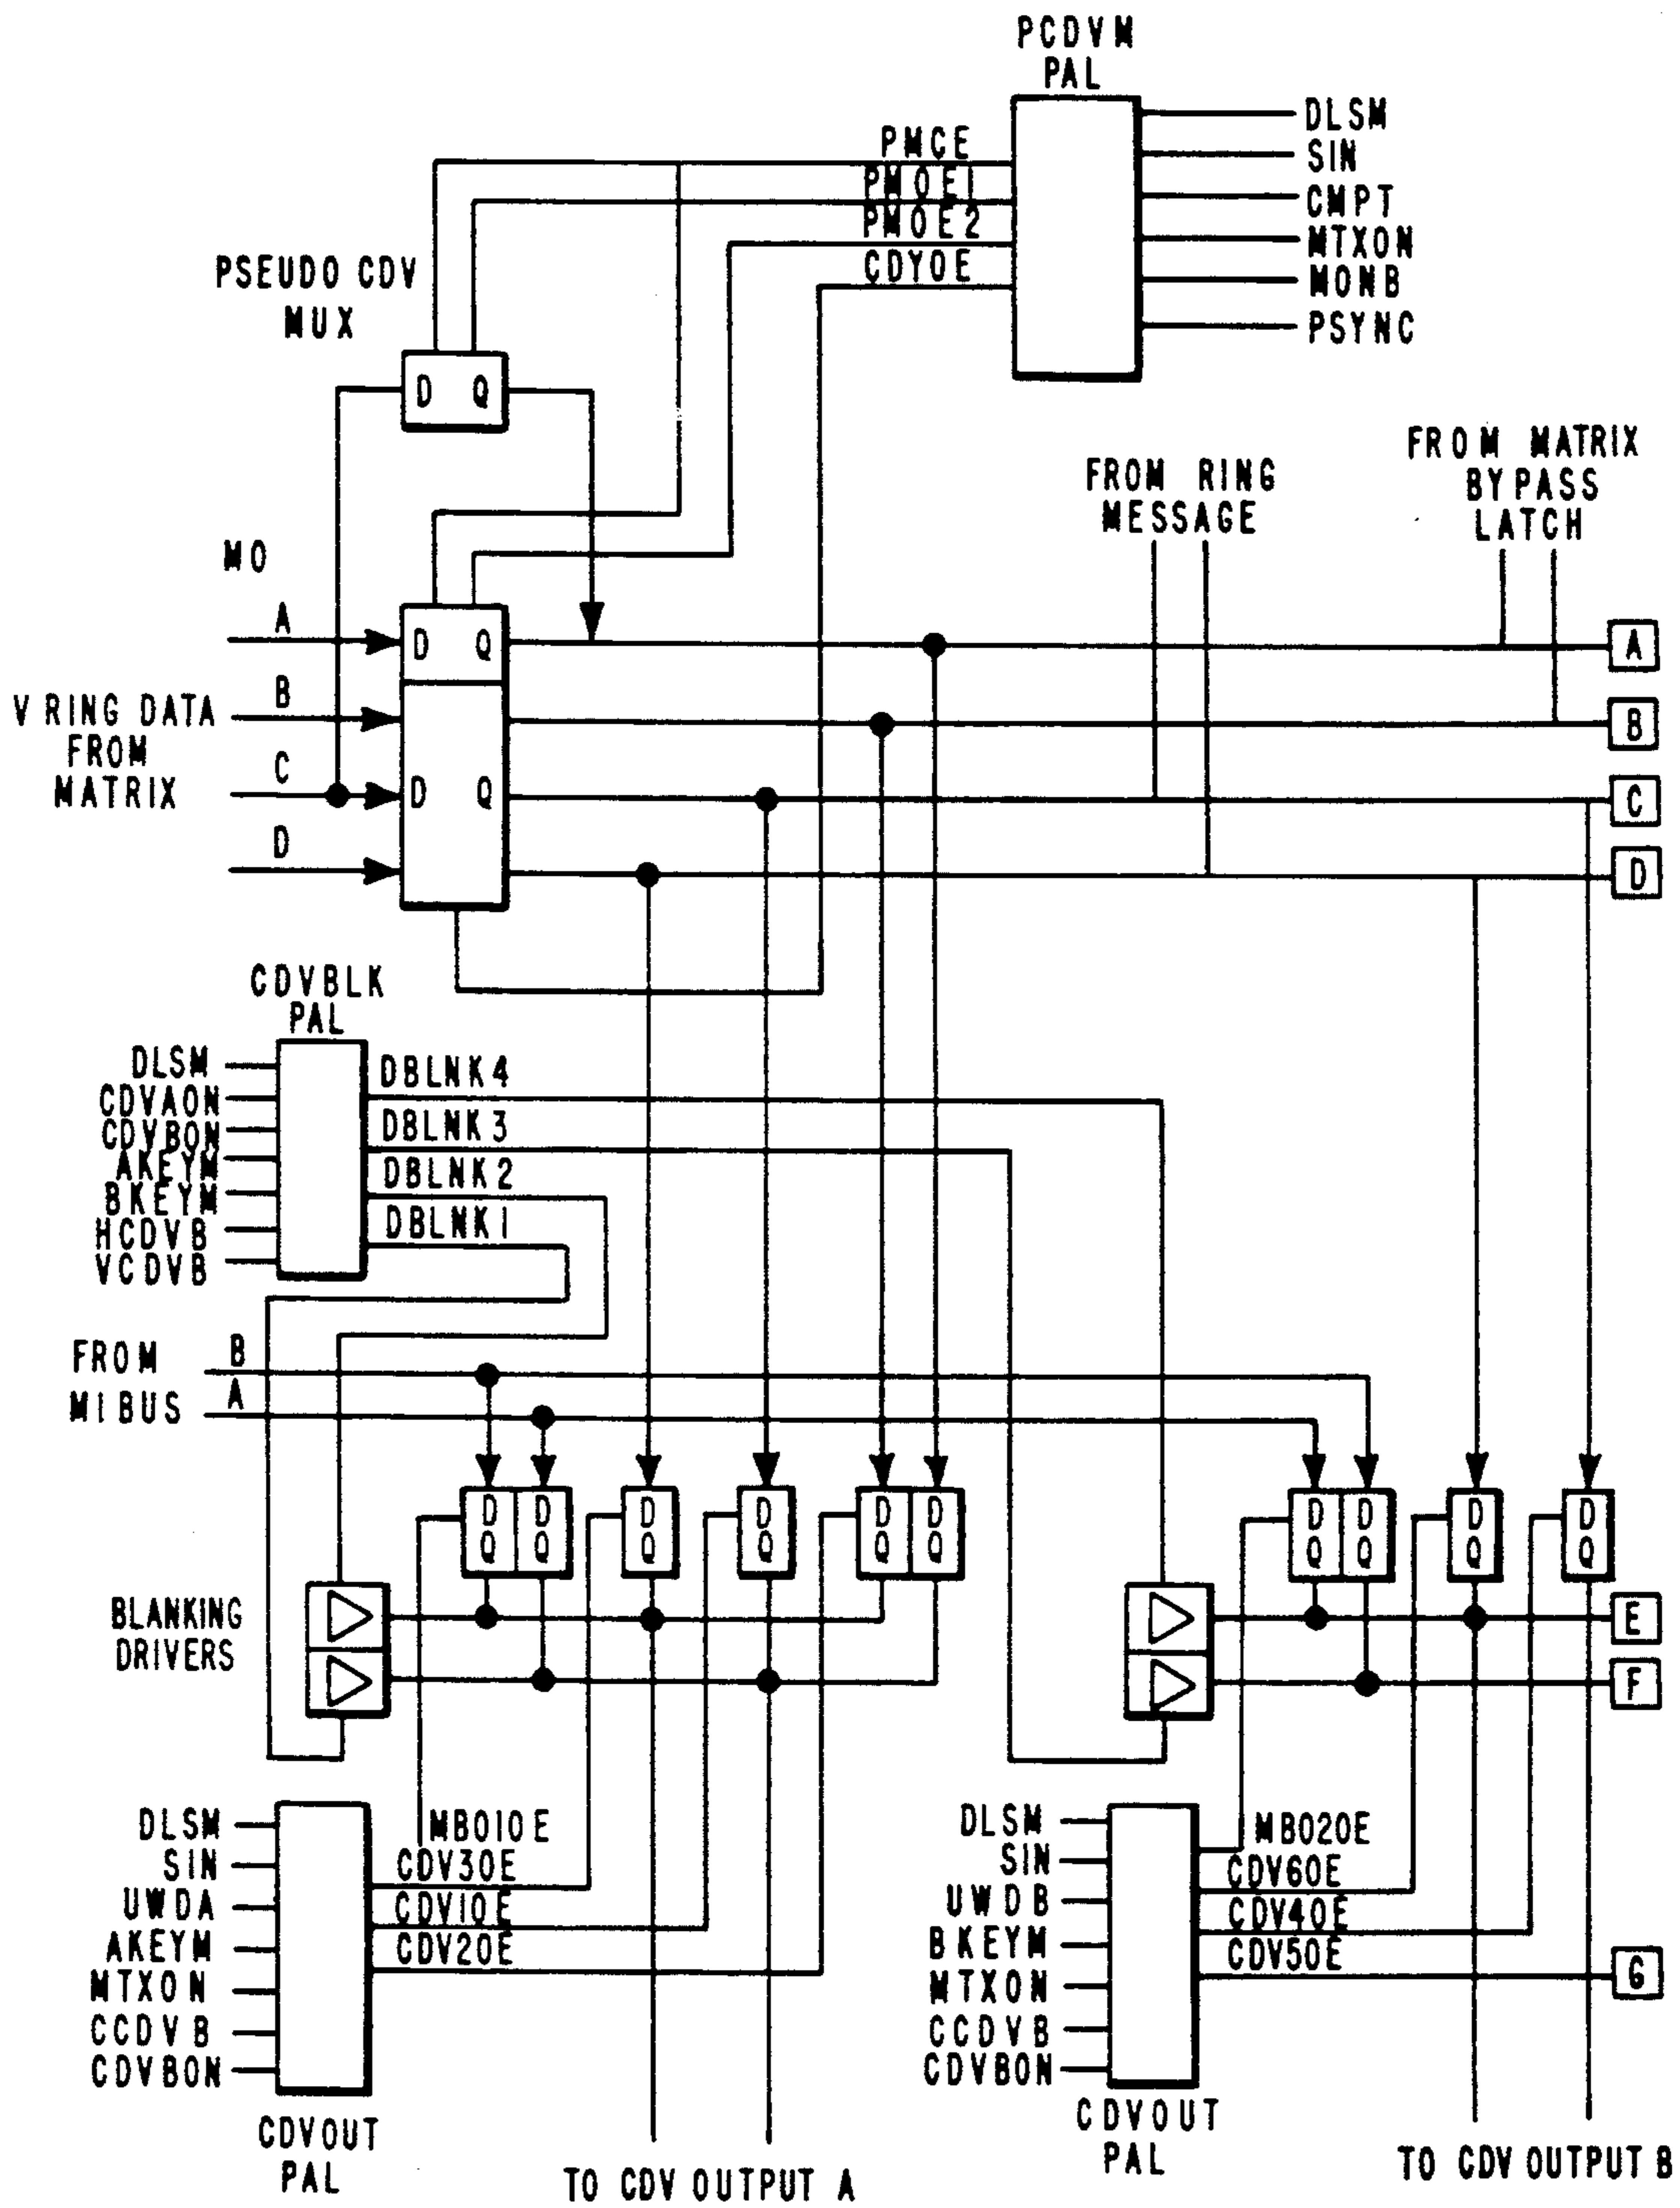 PCDVM
PAL
DLSM
SIN
CMPT
MTXON
MONB
PSYNC
PMCE
PMOE1
PMOE2
CDYOE
PSEUDO CDV
MUX
D Q
FROM RING
MESSAGE
FROM MATRIX
BYPASS
LATCH
MO
A
B
C
D
V RING DATA
FROM
MATRIX
D Q
D Q
A
B
C
D
CDVBLK
PAL
DLSM
CDVAON
CDVBON
AKEYM
BKEYM
HCDVB
VCDVB
DBLNK4
DBLNK3
DBLNK2
DBLNK1
FROM B
MIBUS A
D D D D D D
Q Q Q Q Q Q
D D D D
Q Q Q Q
BLANKING
DRIVERS
E
F
DLSM
SIN
UWDA
AKEYM
MTXON
CCDVB
CDVBON
MBO10E
CDV30E
CDV10E
CDV20E
CDVOUT
PAL
TO CDV OUTPUT A
DLSM
SIN
UWDB
BKEYM
MTXON
CCDVB
CDVBON
MBO20E
CDV60E
CDV40E
CDV50E
G
CDVOUT
PAL
TO CDV OUTPUT B